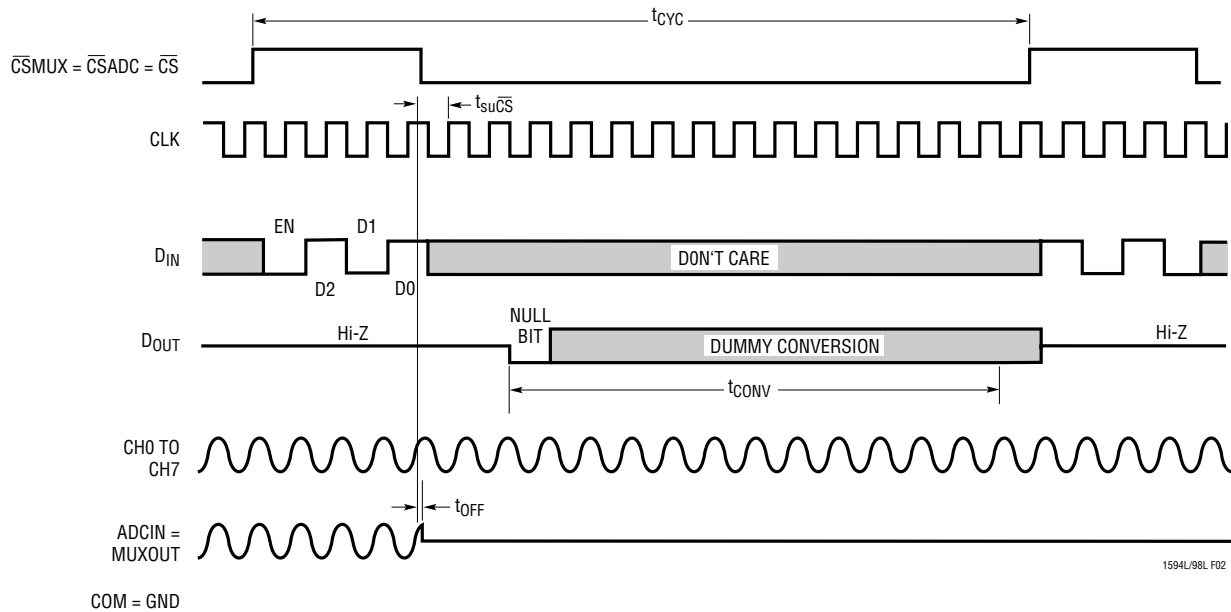 tCYC
CSMUX = CSADC = CS
tsuCS
CLK
EN
D1
DIN
D0N'T CARE
D2
D0
NULL
BIT
Hi-Z
DOUT
DUMMY CONVERSION
Hi-Z
tCONV
CH0 TO
CH7
tOFF
ADCIN =
MUXOUT
1594L/98L F02
COM = GND